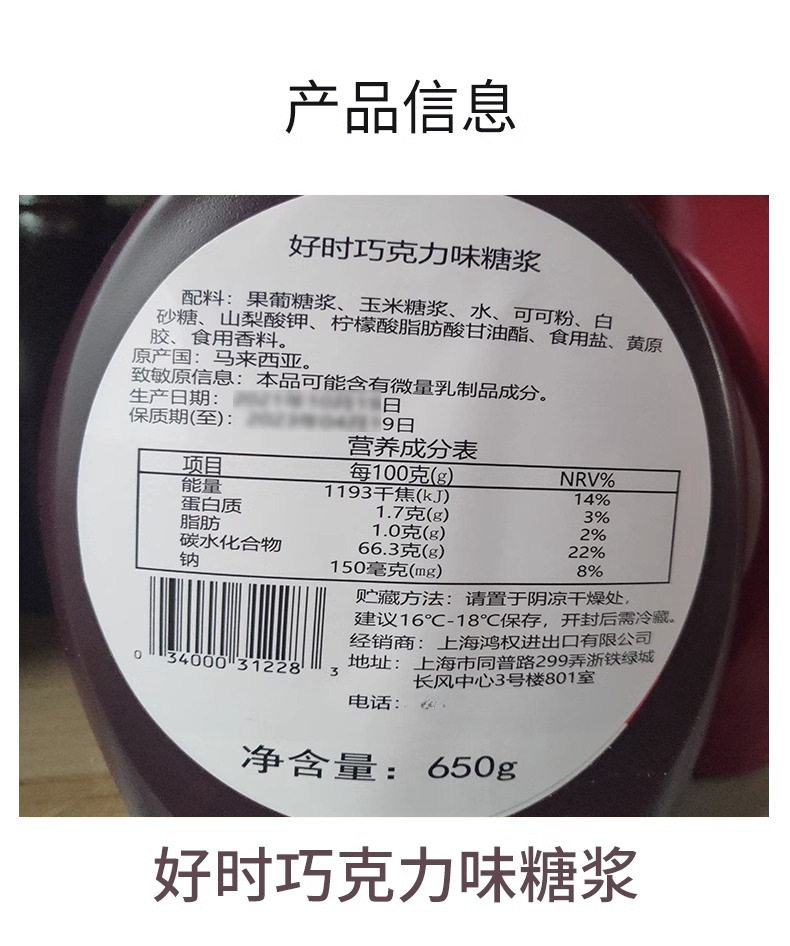 产品信息
好时巧克力味糖浆
配料：果葡糖浆、玉米糖浆、水、可可粉、白
砂糖、山梨酸钾、柠檬酸脂肪酸甘油酯、食用盐、黄原
胶、食用香料。
原产国：马来西亚。
致敏原信息：本品可能含有微量乳制品成分。
生产日期： 日
保质期(至)： 9日
营养成分表
项目 每100克(g) NRV%
能量 1193千焦(kJ) 14%
蛋白质 1.7克(g) 3%
脂肪 1.0克(g) 2%
碳水化合物 66.3克(g) 22%
钠 150毫克(mg) 8%
贮藏方法：请置于阴凉干燥处，
建议16℃-18℃保存，开封后需冷藏。
经销商：上海鸿权进出口有限公司
地址：上海市同普路299弄浙铁绿城
长风中心3号楼801室
电话：
0 34000 31228 3
净含量：650g
好时巧克力味糖浆